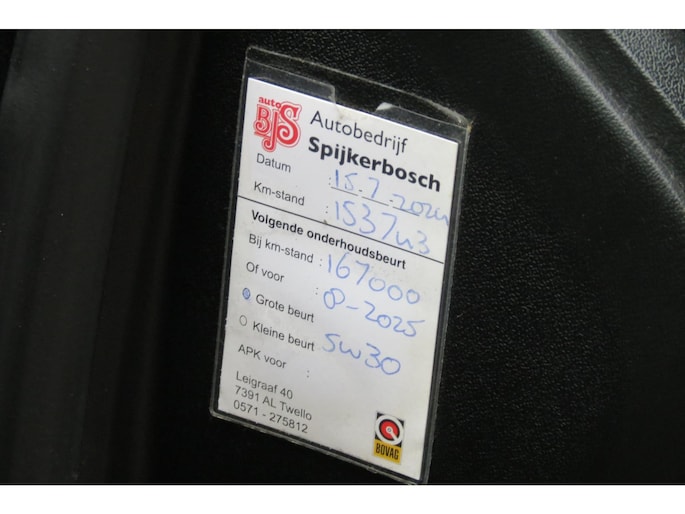 auto
BJS
Autobedrijf
Spijkerbosch
Datum : 15.7.2024
Km-stand : 153743
Volgende onderhoudsbeurt
Bij km-stand : 167000
Of voor : 8-2025
Grote beurt
Kleine beurt 5W30
APK voor :
Leigraaf 40
7391 AL Twello
0571 - 275812
BOVAG